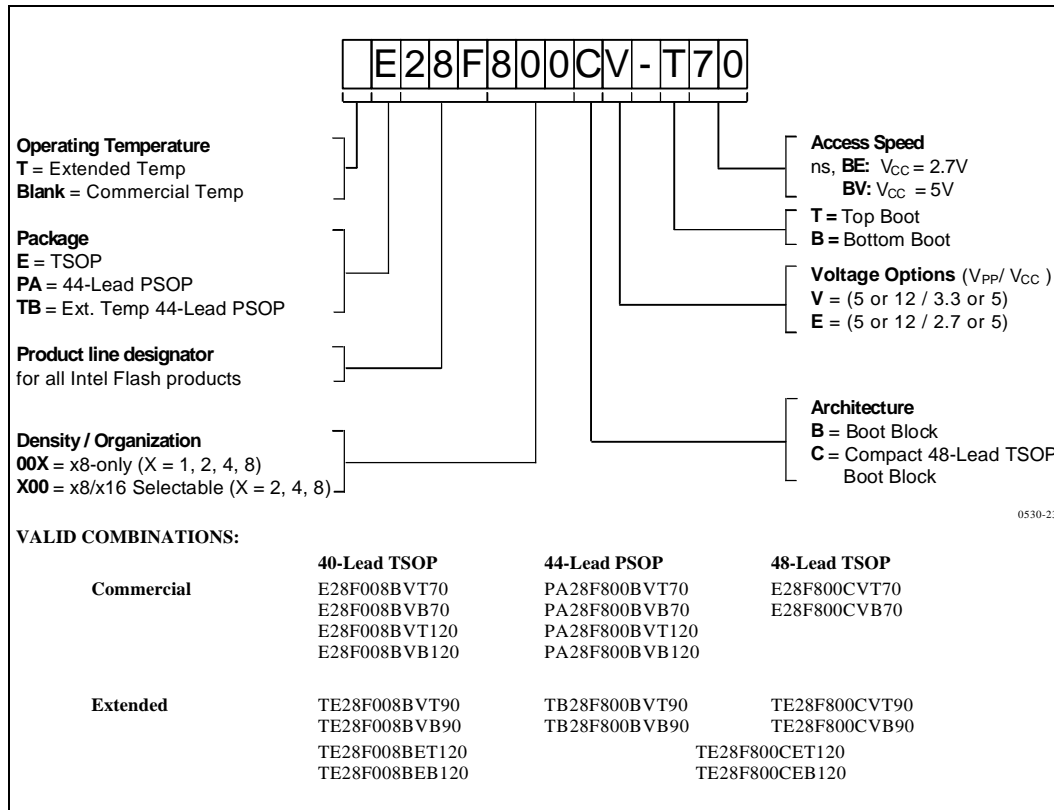 E28F800CV-T70
Operating Temperature
T = Extended Temp
Blank = Commercial Temp
Package
E = TSOP
PA = 44-Lead PSOP
TB = Ext. Temp 44-Lead PSOP
Product line designator
for all Intel Flash products
Density / Organization
00X = x8-only (X = 1, 2, 4, 8)
X00 = x8/x16 Selectable (X = 2, 4, 8)
Access Speed
ns, BE: VCC = 2.7V
BV: VCC = 5V
T = Top Boot
B = Bottom Boot
Voltage Options (VPP/ VCC )
V = (5 or 12 / 3.3 or 5)
E = (5 or 12 / 2.7 or 5)
Architecture
B = Boot Block
C = Compact 48-Lead TSOP
Boot Block
VALID COMBINATIONS:
40-Lead TSOP 44-Lead PSOP 48-Lead TSOP
Commercial E28F008BVT70 PA28F800BVT70 E28F800CVT70
E28F008BVB70 PA28F800BVB70 E28F800CVB70
E28F008BVT120 PA28F800BVT120
E28F008BVB120 PA28F800BVB120
Extended TE28F008BVT90 TB28F800BVT90 TE28F800CVT90
TE28F008BVB90 TB28F800BVB90 TE28F800CVB90
TE28F008BET120 TE28F800CET120
TE28F008BEB120 TE28F800CEB120